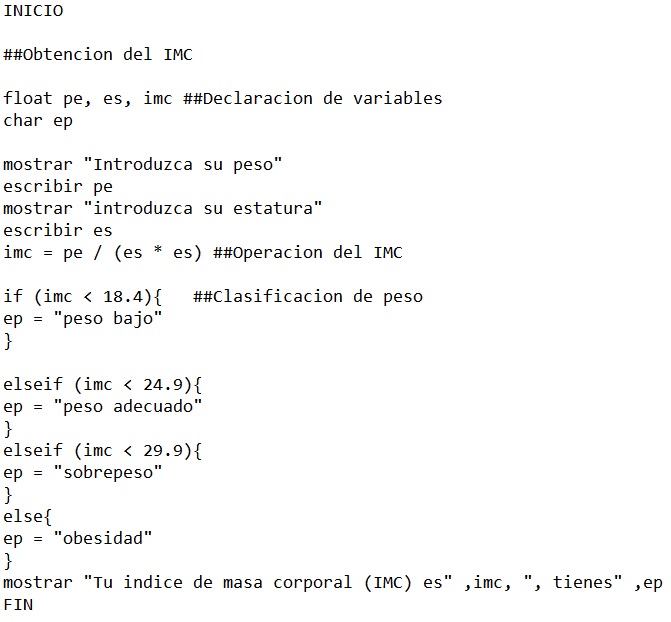 INICIO
##Obtencion del IMC
float pe, es, imc ##Declaracion de variables
char ep
mostrar "Introduzca su peso"
escribir pe
mostrar "introduzca su estatura"
escribir es
imc = pe / (es * es) ##Operacion del IMC
if (imc < 18.4){   ##Clasificacion de peso
ep = "peso bajo"
}
elseif (imc < 24.9){
ep = "peso adecuado"
}
elseif (imc < 29.9){
ep = "sobrepeso"
}
else{
ep = "obesidad"
}
mostrar "Tu indice de masa corporal (IMC) es" ,imc, ", tienes" ,ep
FIN